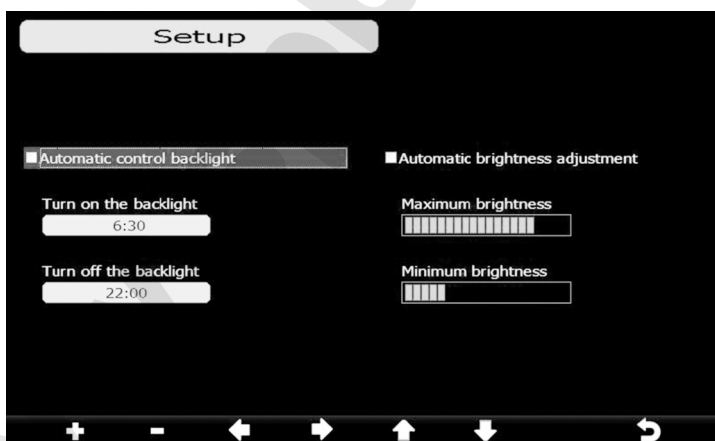 Setup
Automatic control backlight
Automatic brightness adjustment
Turn on the backlight
Maximum brightness
6:30
Turn off the backlight
Minimum brightness
22:00